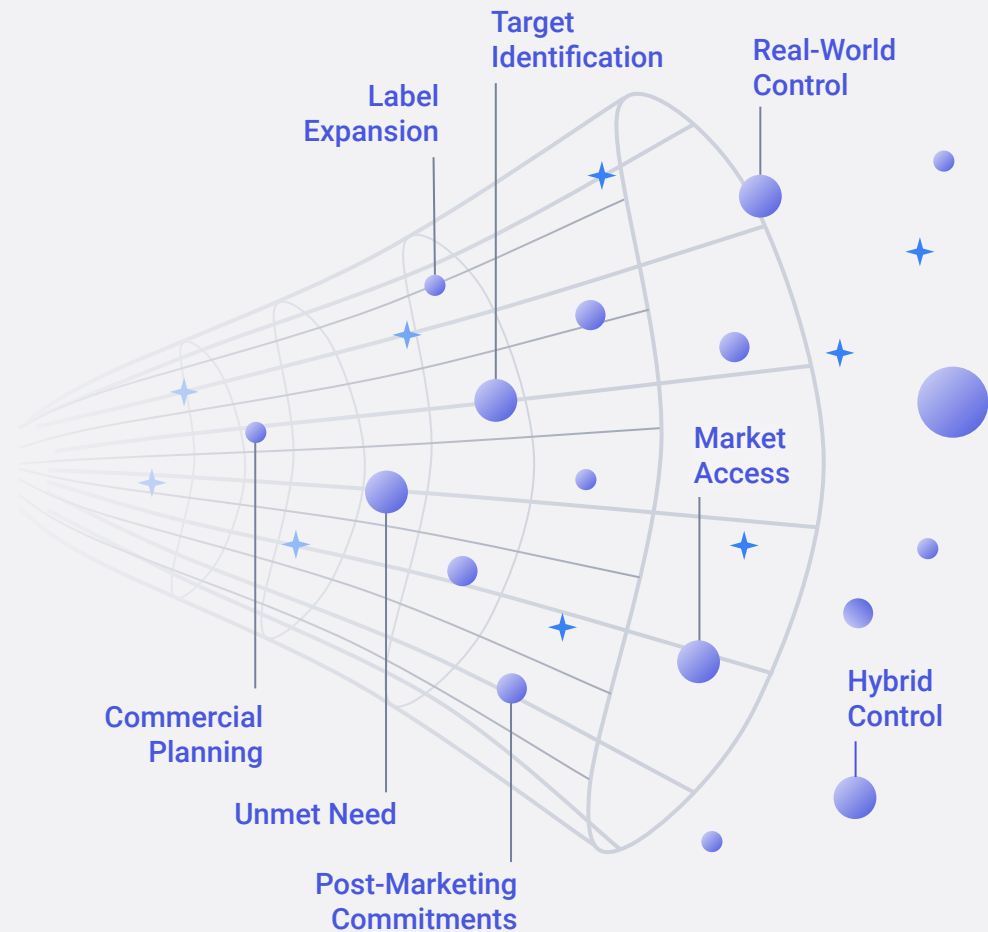 Target
Identification
Real-World
Control
Label
Expansion
Market
Access
Hybrid
Control
Commercial
Planning
Unmet Need
Post-Marketing
Commitments